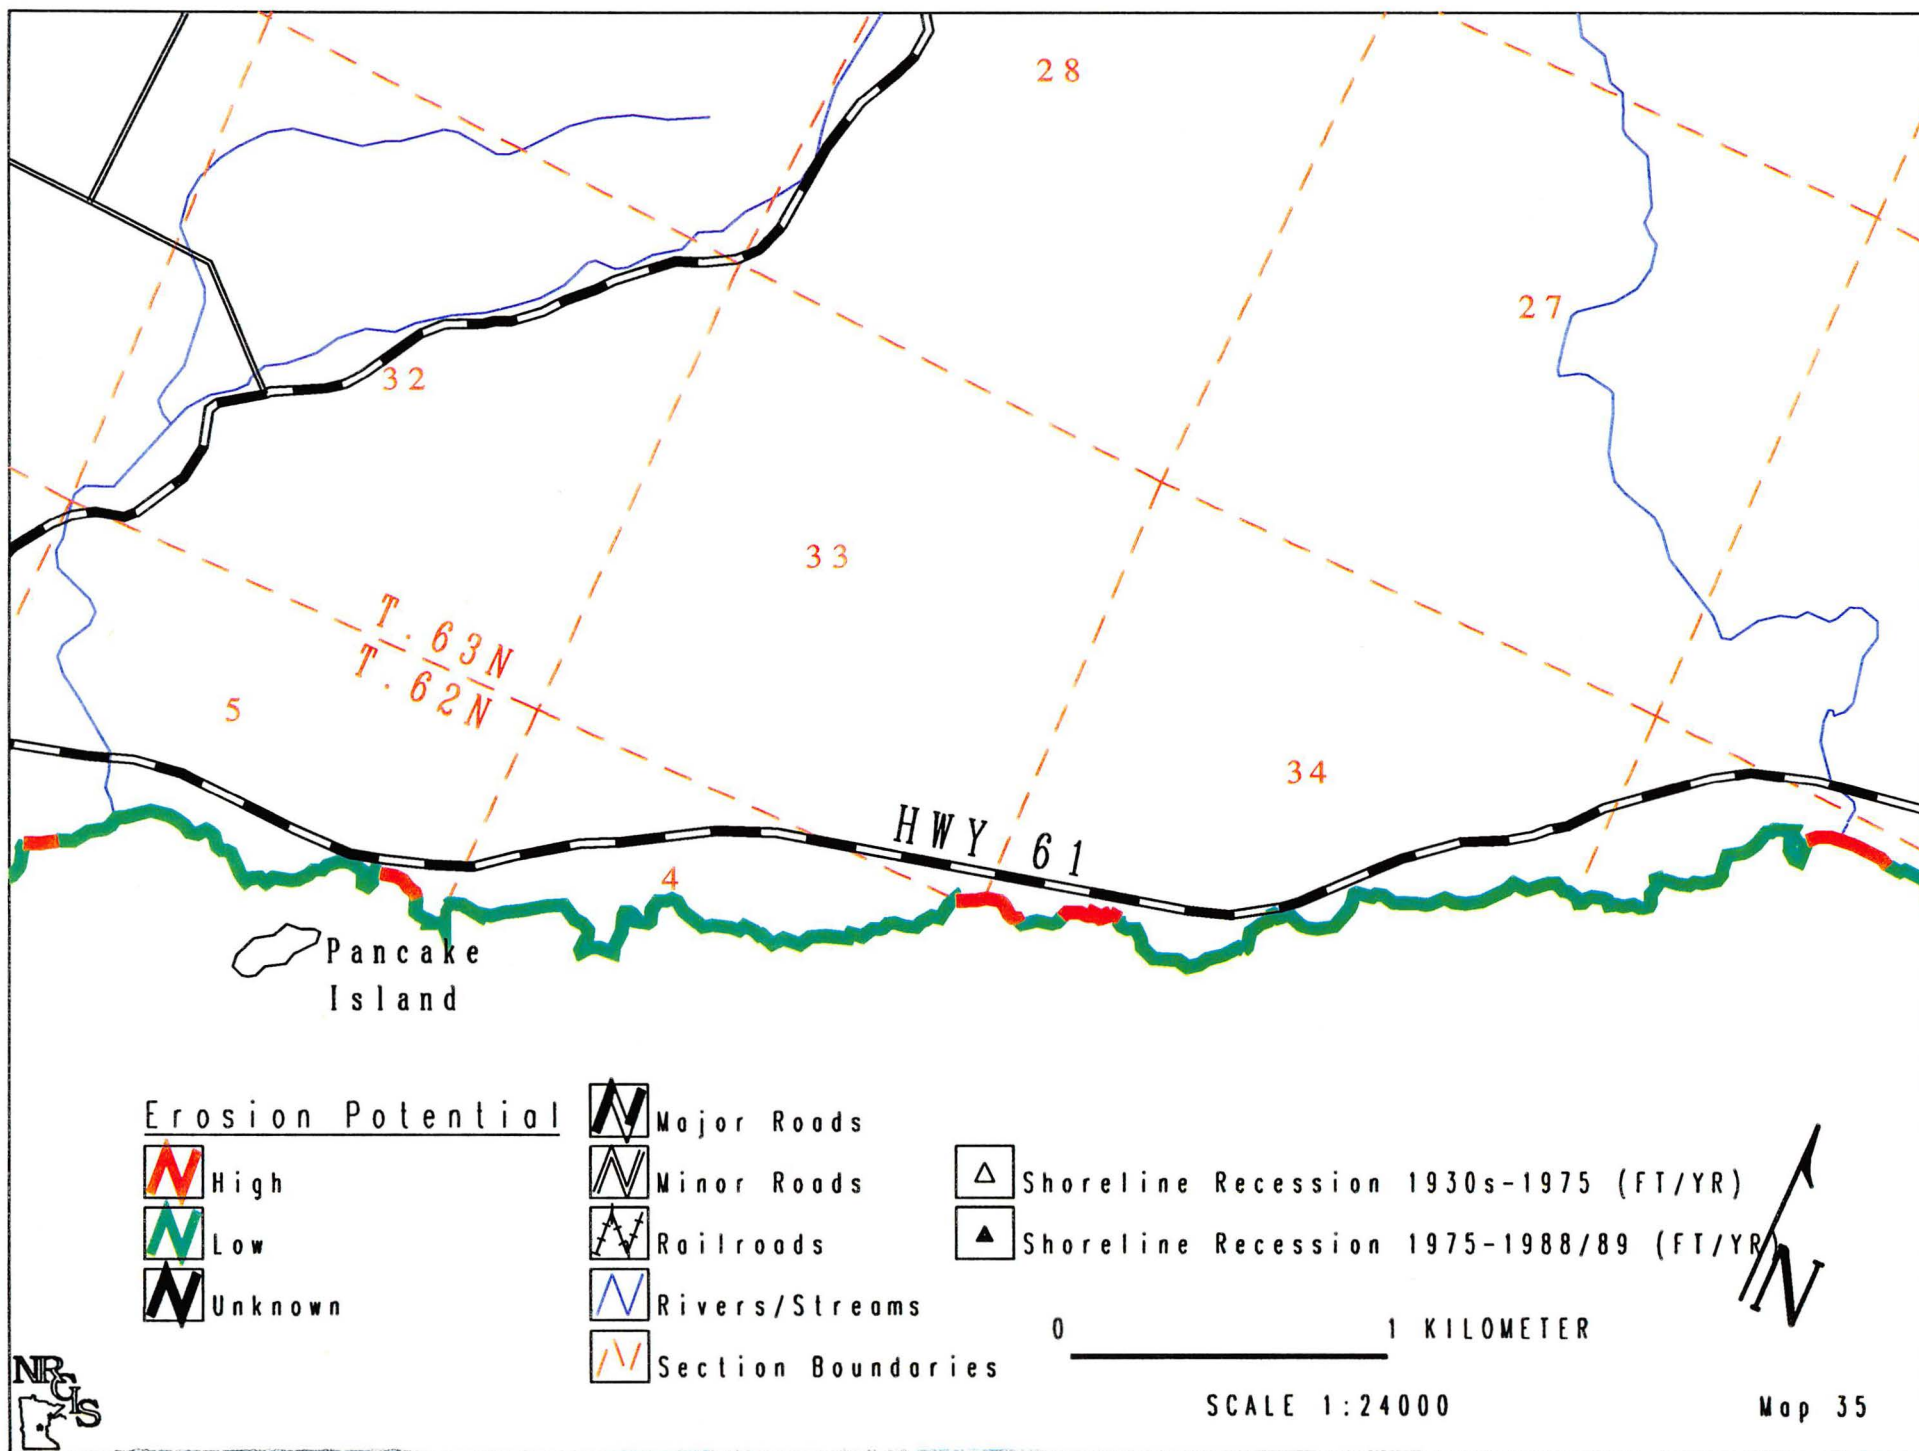 28
27
32
33
T.63N
T.62N
5
34
HWY 61
4
Pancake
Island
Erosion Potential
High
Low
Unknown
Major Roads
Minor Roads
Railroads
Rivers/Streams
Section Boundaries
Shoreline Recession 1930s-1975 (FT/YR)
Shoreline Recession 1975-1988/89 (FT/YR)
N
0 1 KILOMETER
SCALE 1:24000
Map 35
NRGIS